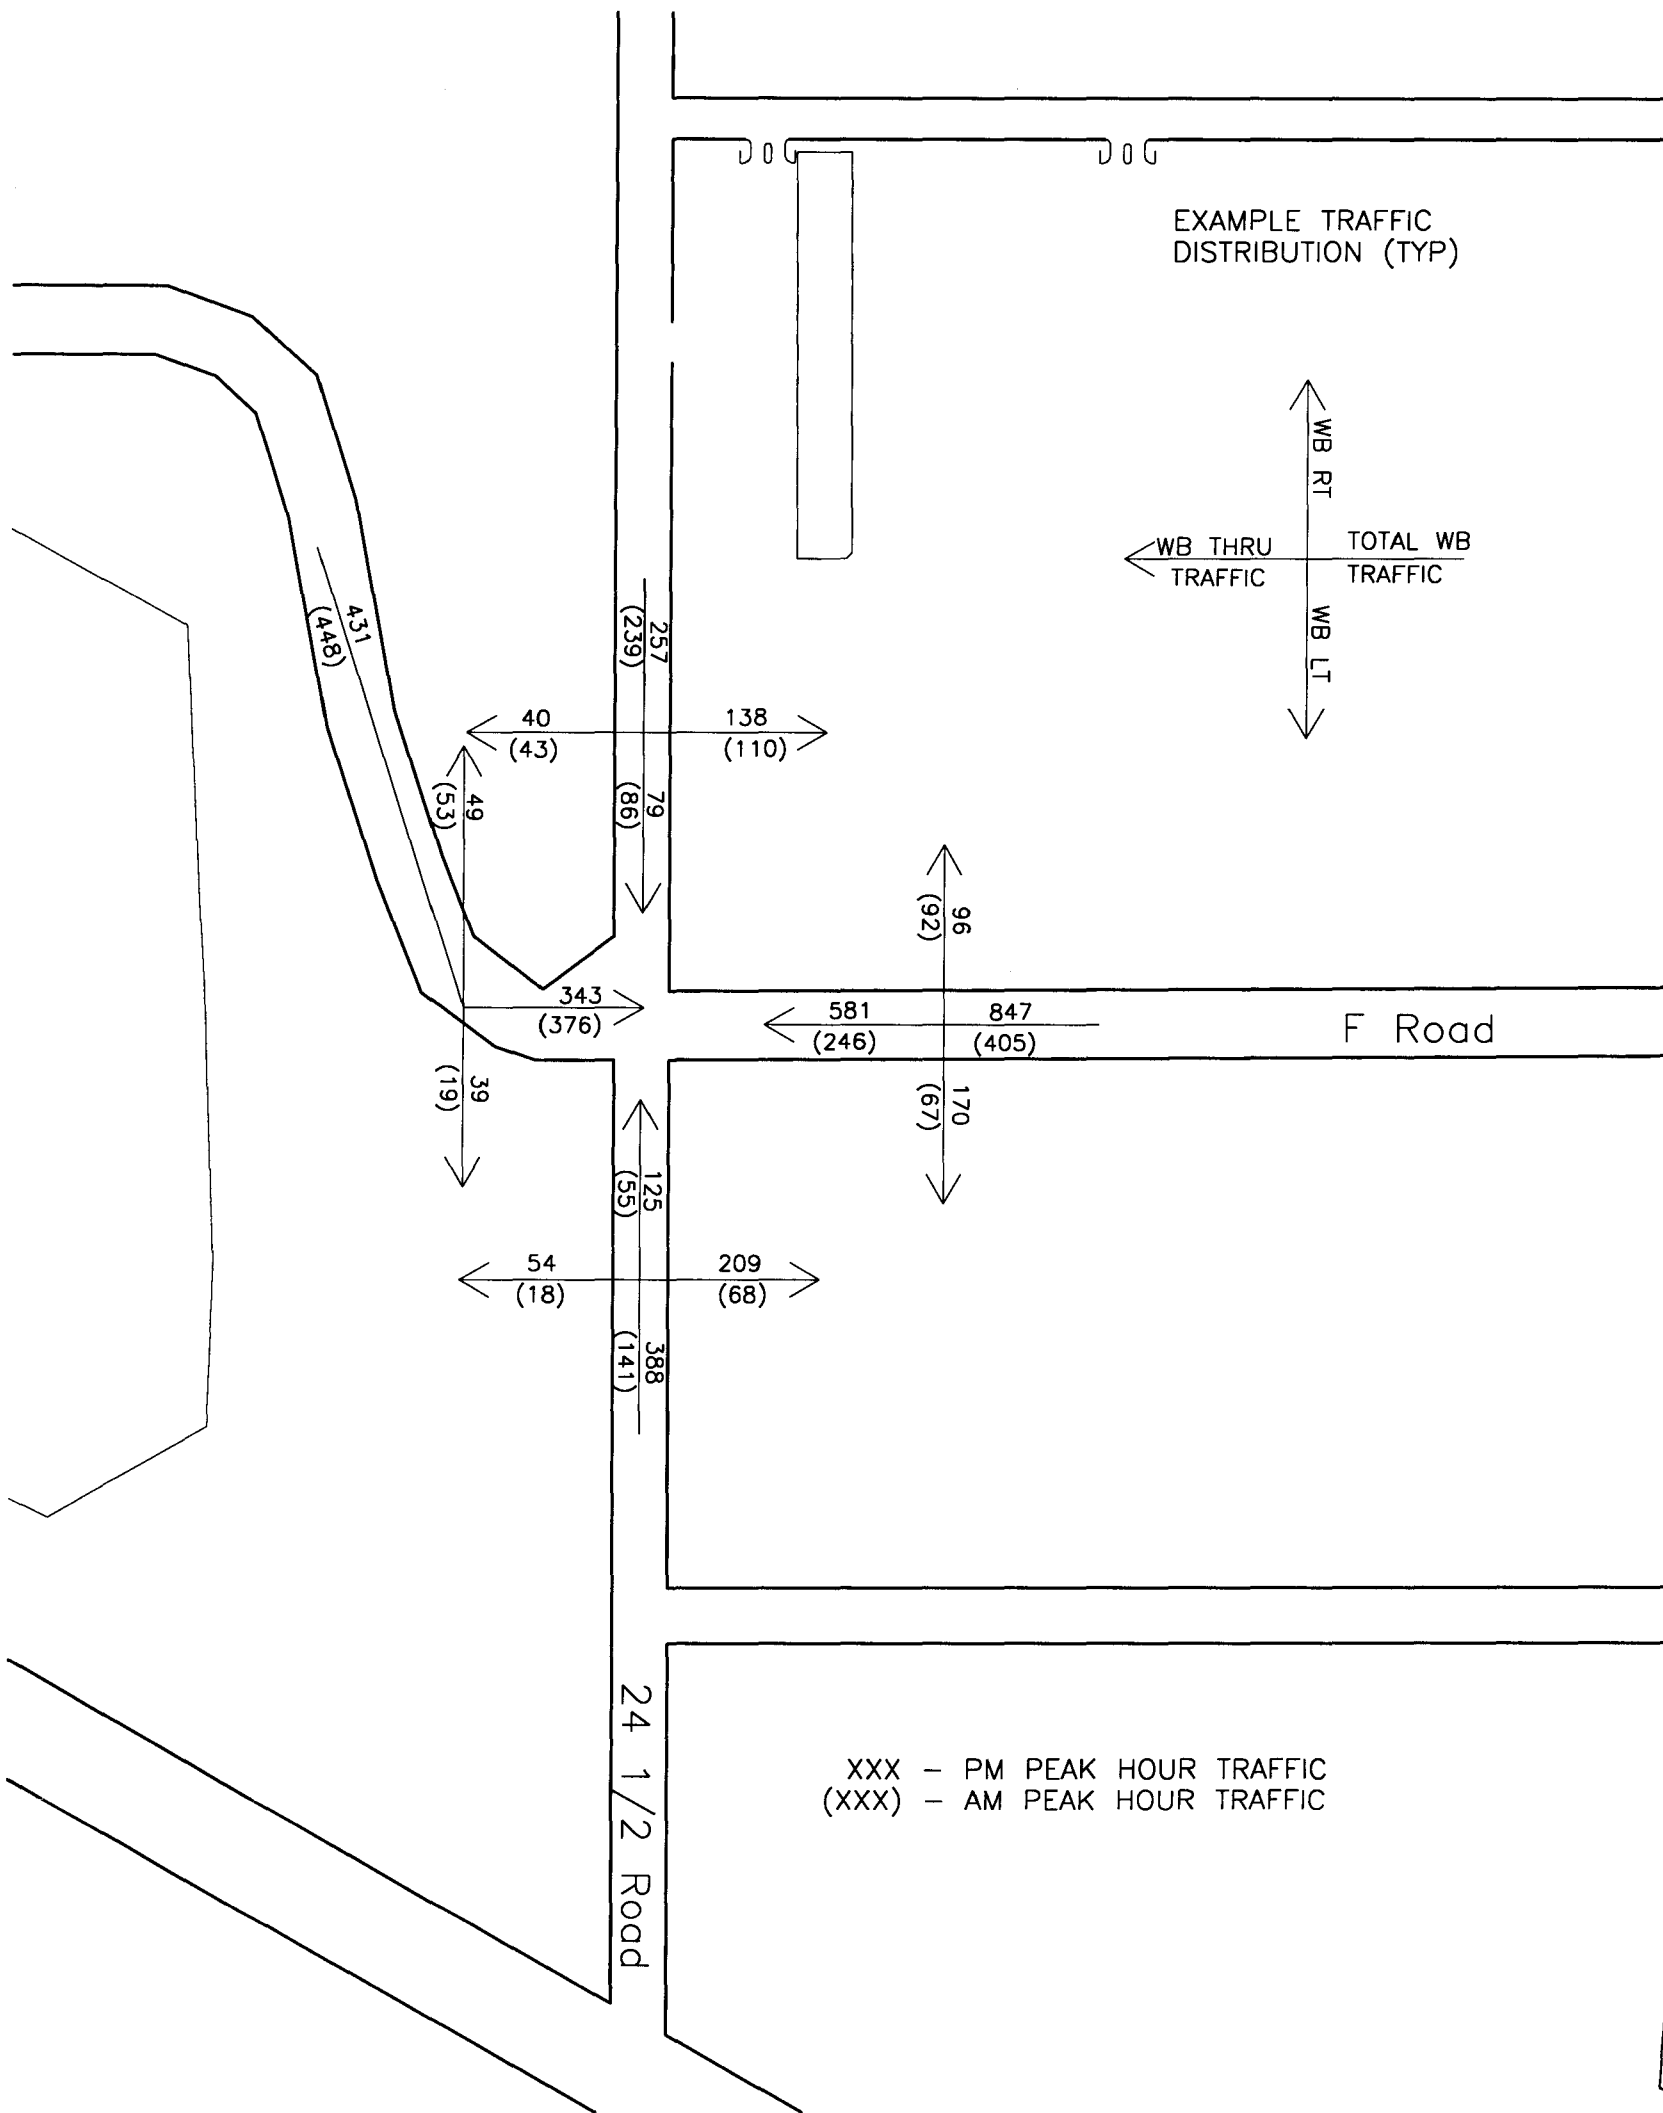 EXAMPLE TRAFFIC
DISTRIBUTION (TYP)
WB RT
WB THRU
TRAFFIC
TOTAL WB
TRAFFIC
WB LT
431
(448)
257
(239)
40
(43)
138
(110)
49
(53)
79
(86)
96
(92)
343
(376)
581
(246)
847
(405)
F Road
39
(19)
170
(67)
125
(55)
54
(18)
209
(68)
388
(141)
24 1/2 Road
XXX – PM PEAK HOUR TRAFFIC
(XXX) – AM PEAK HOUR TRAFFIC